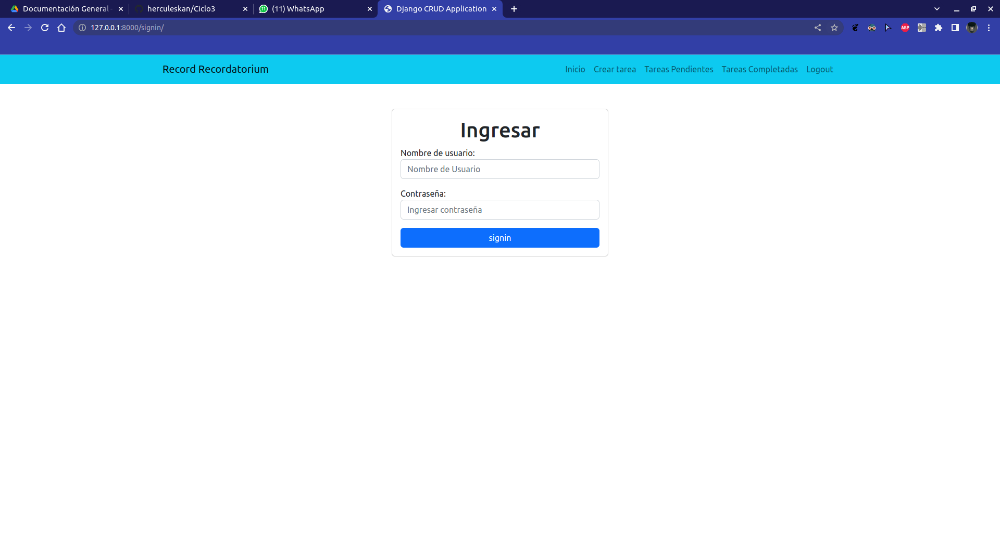 Documentación General -
herculeskan/Ciclo3
(11) WhatsApp
Django CRUD Application
127.0.0.1:8000/signin/
ABP
Record Recordatorium
Inicio Crear tarea Tareas Pendientes Tareas Completadas Logout
Ingresar
Nombre de usuario:
Nombre de Usuario
Contraseña:
Ingresar contraseña
signin